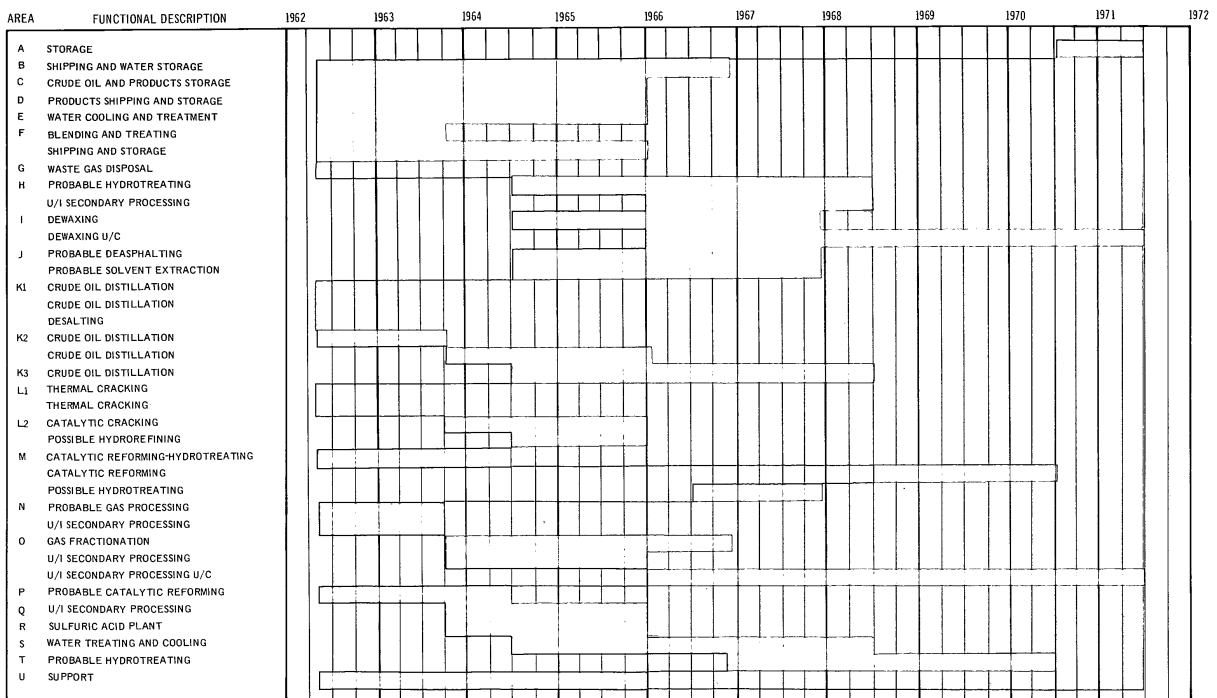 AREA FUNCTIONAL DESCRIPTION 1962 1963 1964 1965 1966 1967 1968 1969 1970 1971 1972
A STORAGE
B SHIPPING AND WATER STORAGE
C CRUDE OIL AND PRODUCTS STORAGE
D PRODUCTS SHIPPING AND STORAGE
E WATER COOLING AND TREATMENT
F BLENDING AND TREATING
SHIPPING AND STORAGE
G WASTE GAS DISPOSAL
H PROBABLE HYDROTREATING
U/I SECONDARY PROCESSING
I DEWAXING
DEWAXING U/C
J PROBABLE DEASPHALTING
PROBABLE SOLVENT EXTRACTION
K1 CRUDE OIL DISTILLATION
CRUDE OIL DISTILLATION
DESALTING
K2 CRUDE OIL DISTILLATION
CRUDE OIL DISTILLATION
K3 CRUDE OIL DISTILLATION
L1 THERMAL CRACKING
THERMAL CRACKING
L2 CATALYTIC CRACKING
POSSIBLE HYDROREFINING
M CATALYTIC REFORMING-HYDROTREATING
CATALYTIC REFORMING
POSSIBLE HYDROTREATING
N PROBABLE GAS PROCESSING
U/I SECONDARY PROCESSING
O GAS FRACTIONATION
U/I SECONDARY PROCESSING
U/I SECONDARY PROCESSING U/C
P PROBABLE CATALYTIC REFORMING
Q U/I SECONDARY PROCESSING
R SULFURIC ACID PLANT
S WATER TREATING AND COOLING
T PROBABLE HYDROTREATING
U SUPPORT